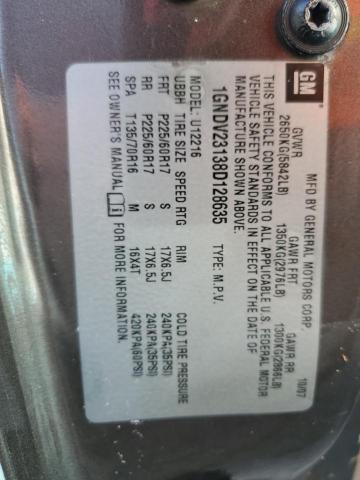 GM
MFD BY GENERAL MOTORS CORP. 10/07
GVWR GAWR FRT GAWR RR
2650KG(5842LB) 1350KG(2976LB) 1300KG(2866LB)
THIS VEHICLE CONFORMS TO ALL APPLICABLE U.S. FEDERAL MOTOR
VEHICLE SAFETY STANDARDS IN EFFECT ON THE DATE OF
MANUFACTURE SHOWN ABOVE.
1GNDV23138D128635 TYPE: M.P.V.
MODEL: U12216
UBBH TIRE SIZE SPEED RTG RIM COLD TIRE PRESSURE
FRT P225/60R17 S 17X6.5J 240KPA(35PSI)
RR P225/60R17 S 17X6.5J 240KPA(35PSI)
SPA T135/70R16 M 16X4T 420KPA(60PSI)
SEE OWNER'S MANUAL FOR MORE INFORMATION.